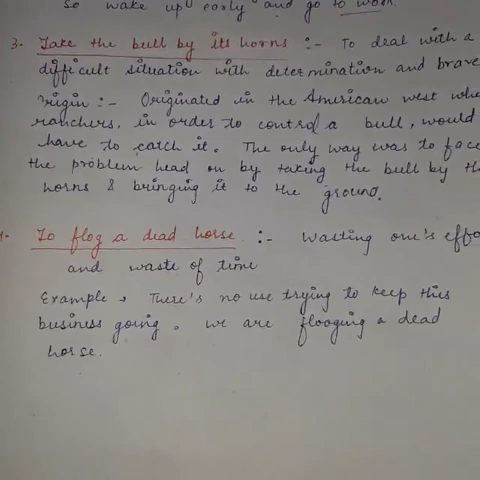 so wake up early and go to work
3- Take the bull by its horns :- To deal with a
difficult situation with determination and brave
Origin :- Originated in the American west whe
ranchers, in order to control a bull, would
have to catch it. The only way was to face
the problem head on by taking the bull by th
horns & bringing it to the ground.
To flog a dead horse :- Wasting one's effo
and waste of time
Example → There's no use trying to keep this
business going. We are flooging a dead
horse.